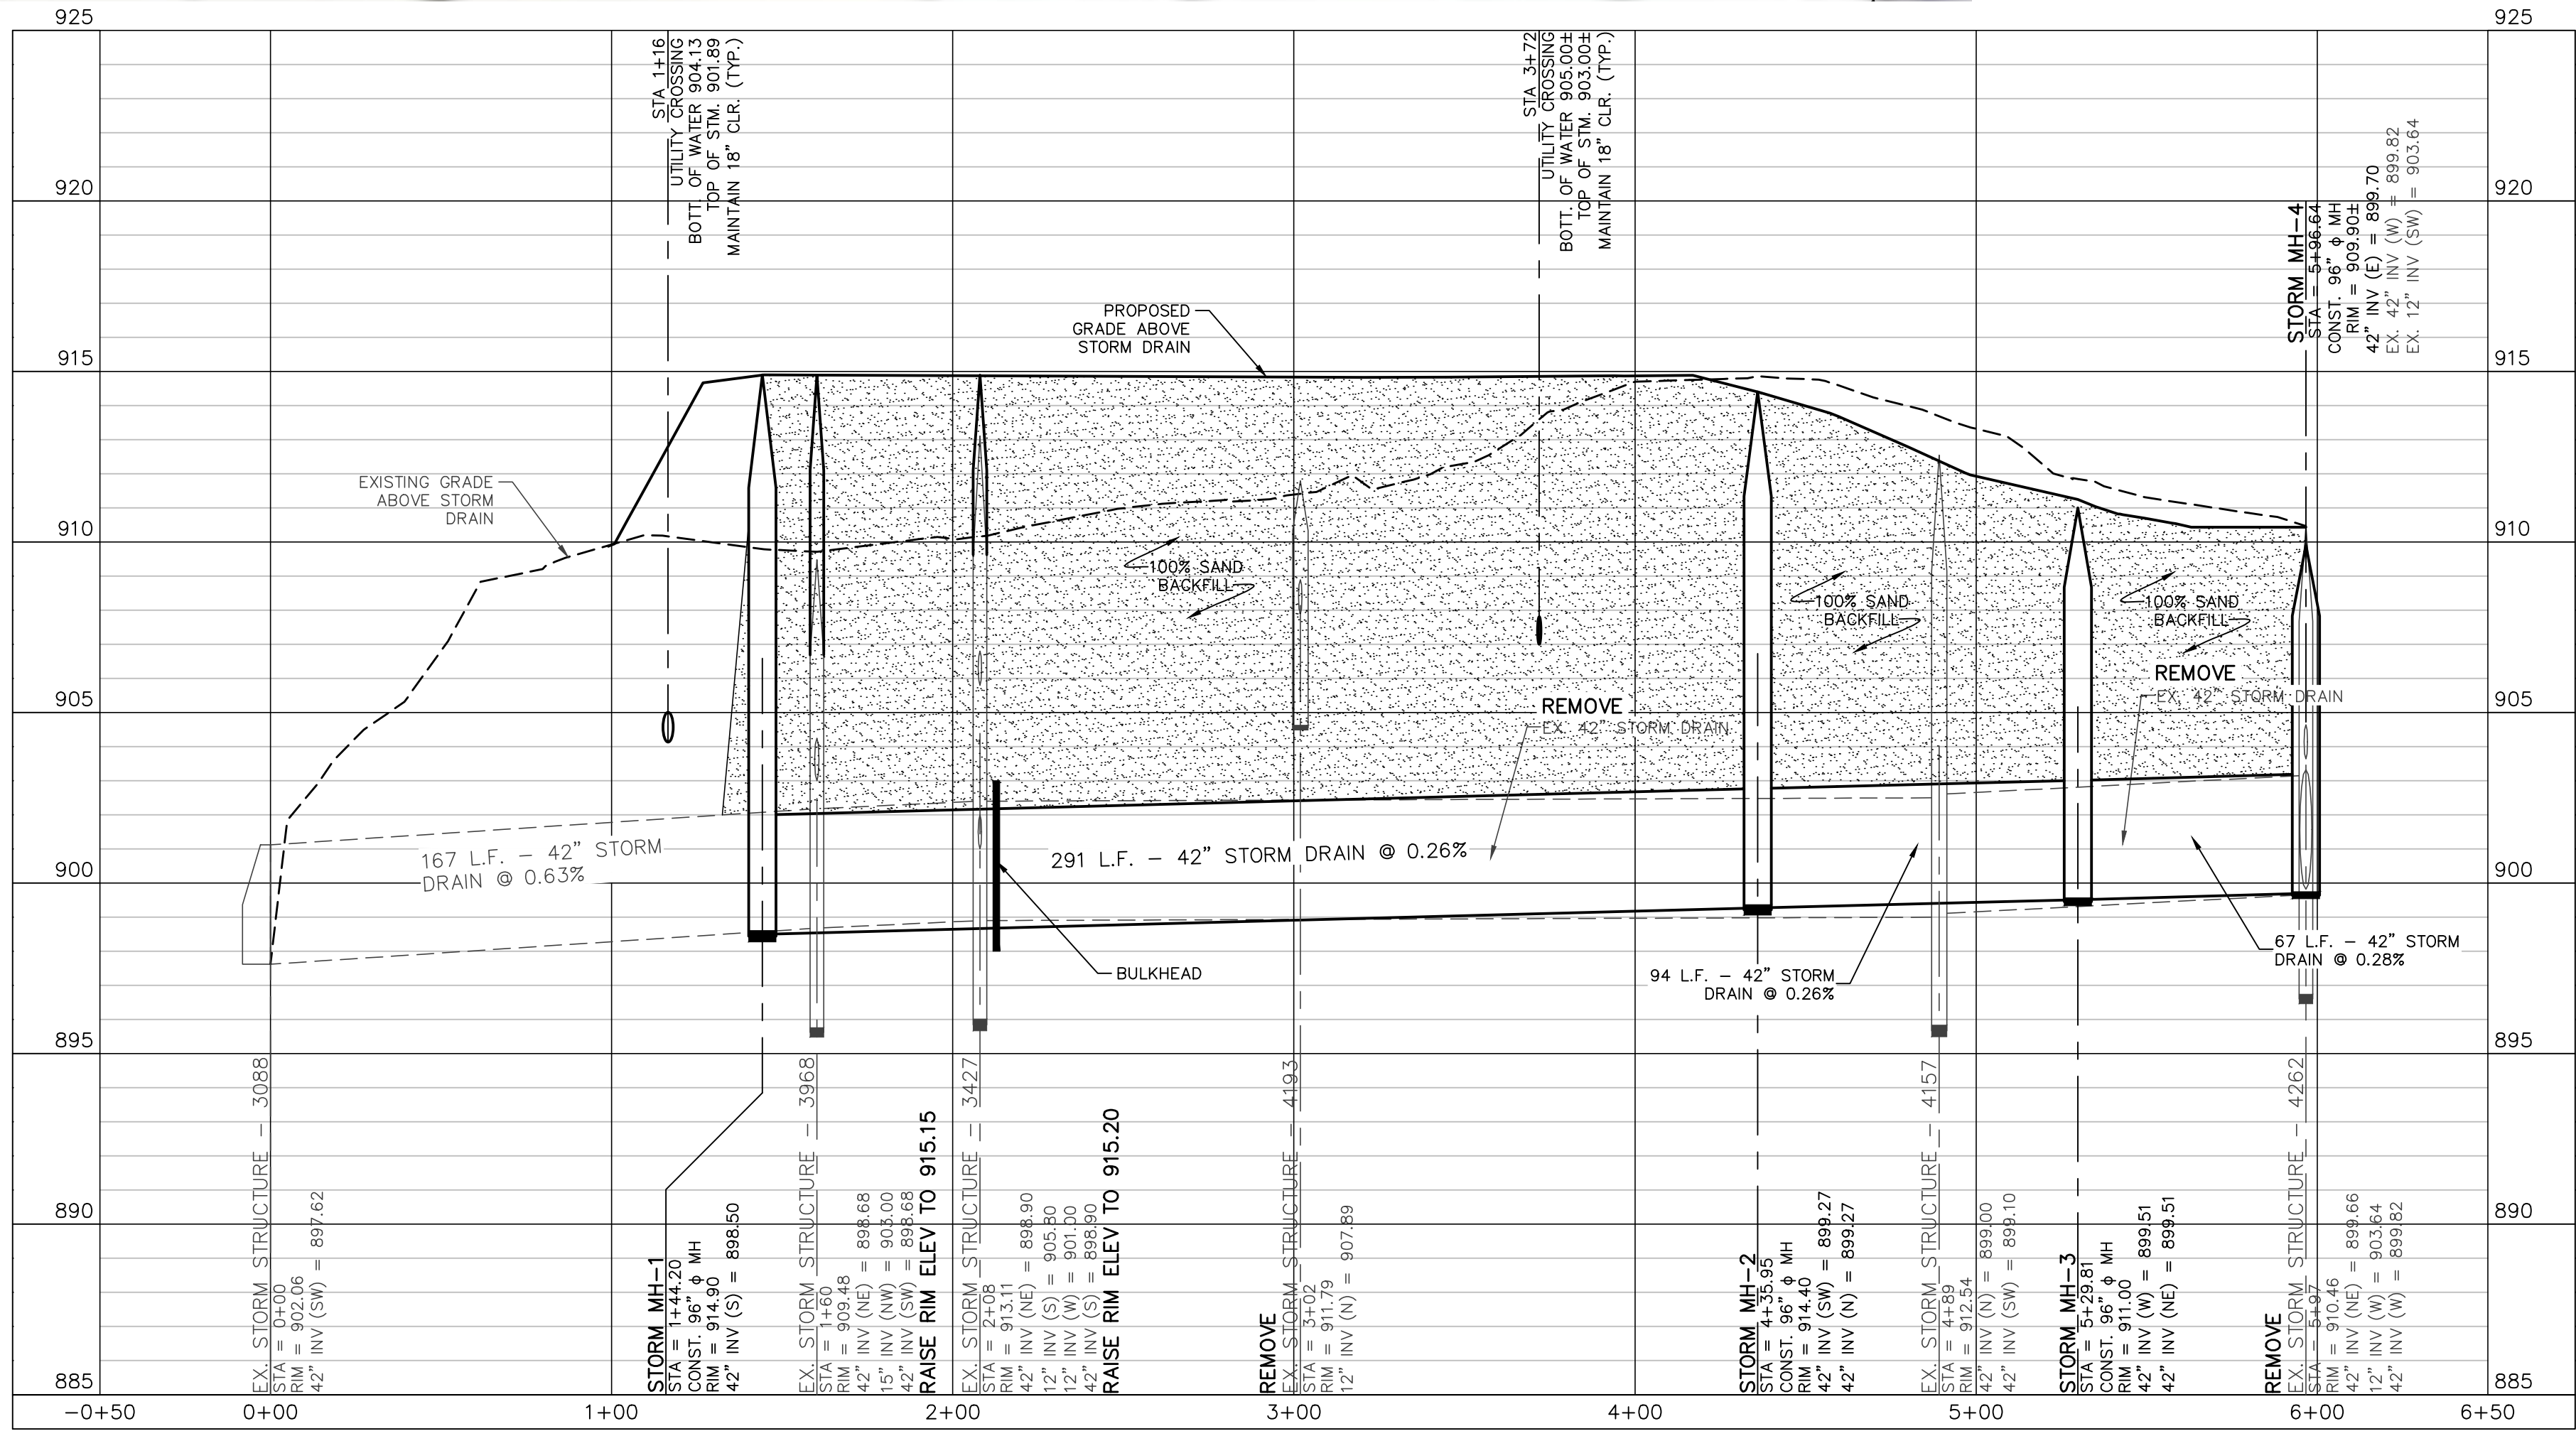 925
925
920
920
915
915
910
910
905
905
900
900
895
895
890
890
885
885
STA 1+16
UTILITY CROSSING
BOTT. OF WATER 904.13
TOP OF STM. 901.89
MAINTAIN 18" CLR. (TYP.)
STA 3+72
UTILITY CROSSING
BOTT. OF WATER 905.00±
TOP OF STM. 903.00±
MAINTAIN 18" CLR. (TYP.)
STORM MH-4
STA = 5+96.64
CONST. 96" ϕ MH
RIM = 909.90±
42" INV (E) = 899.70
EX. 42" INV (W) = 899.82
EX. 12" INV (SW) = 903.64
PROPOSED
GRADE ABOVE
STORM DRAIN
EXISTING GRADE
ABOVE STORM
DRAIN
100% SAND
BACKFILL
100% SAND
BACKFILL
100% SAND
BACKFILL
REMOVE
EX. 42" STORM DRAIN
REMOVE
EX. 42" STORM DRAIN
167 L.F. - 42" STORM
DRAIN @ 0.63%
291 L.F. - 42" STORM DRAIN @ 0.26%
BULKHEAD
94 L.F. - 42" STORM
DRAIN @ 0.26%
67 L.F. - 42" STORM
DRAIN @ 0.28%
EX. STORM STRUCTURE - 3088
STA = 0+00
RIM = 902.06
42" INV (SW) = 897.62
STORM MH-1
STA = 1+44.20
CONST. 96" ϕ MH
RIM = 914.90
42" INV (S) = 898.50
EX. STORM STRUCTURE - 3968
STA = 1+60
RIM = 909.48
42" INV (NE) = 898.68
15" INV (NW) = 903.00
42" INV (SW) = 898.68
RAISE RIM ELEV TO 915.15
EX. STORM STRUCTURE - 3427
STA = 2+08
RIM = 913.11
42" INV (NE) = 898.90
12" INV (S) = 905.80
12" INV (W) = 901.00
42" INV (S) = 898.90
RAISE RIM ELEV TO 915.20
REMOVE
EX. STORM STRUCTURE - 4193
STA = 3+02
RIM = 911.79
12" INV (N) = 907.89
STORM MH-2
STA = 4+35.95
CONST. 96" ϕ MH
RIM = 914.40
42" INV (SW) = 899.27
42" INV (N) = 899.27
EX. STORM STRUCTURE - 4157
STA = 4+89
RIM = 912.54
42" INV (N) = 899.00
42" INV (SW) = 899.10
STORM MH-3
STA = 5+29.81
CONST. 96" ϕ MH
RIM = 911.00
42" INV (W) = 899.51
42" INV (NE) = 899.51
REMOVE
EX. STORM STRUCTURE - 4262
STA = 5+97
RIM = 910.46
42" INV (NE) = 899.66
12" INV (W) = 903.64
42" INV (W) = 899.82
-0+50
0+00
1+00
2+00
3+00
4+00
5+00
6+00
6+50